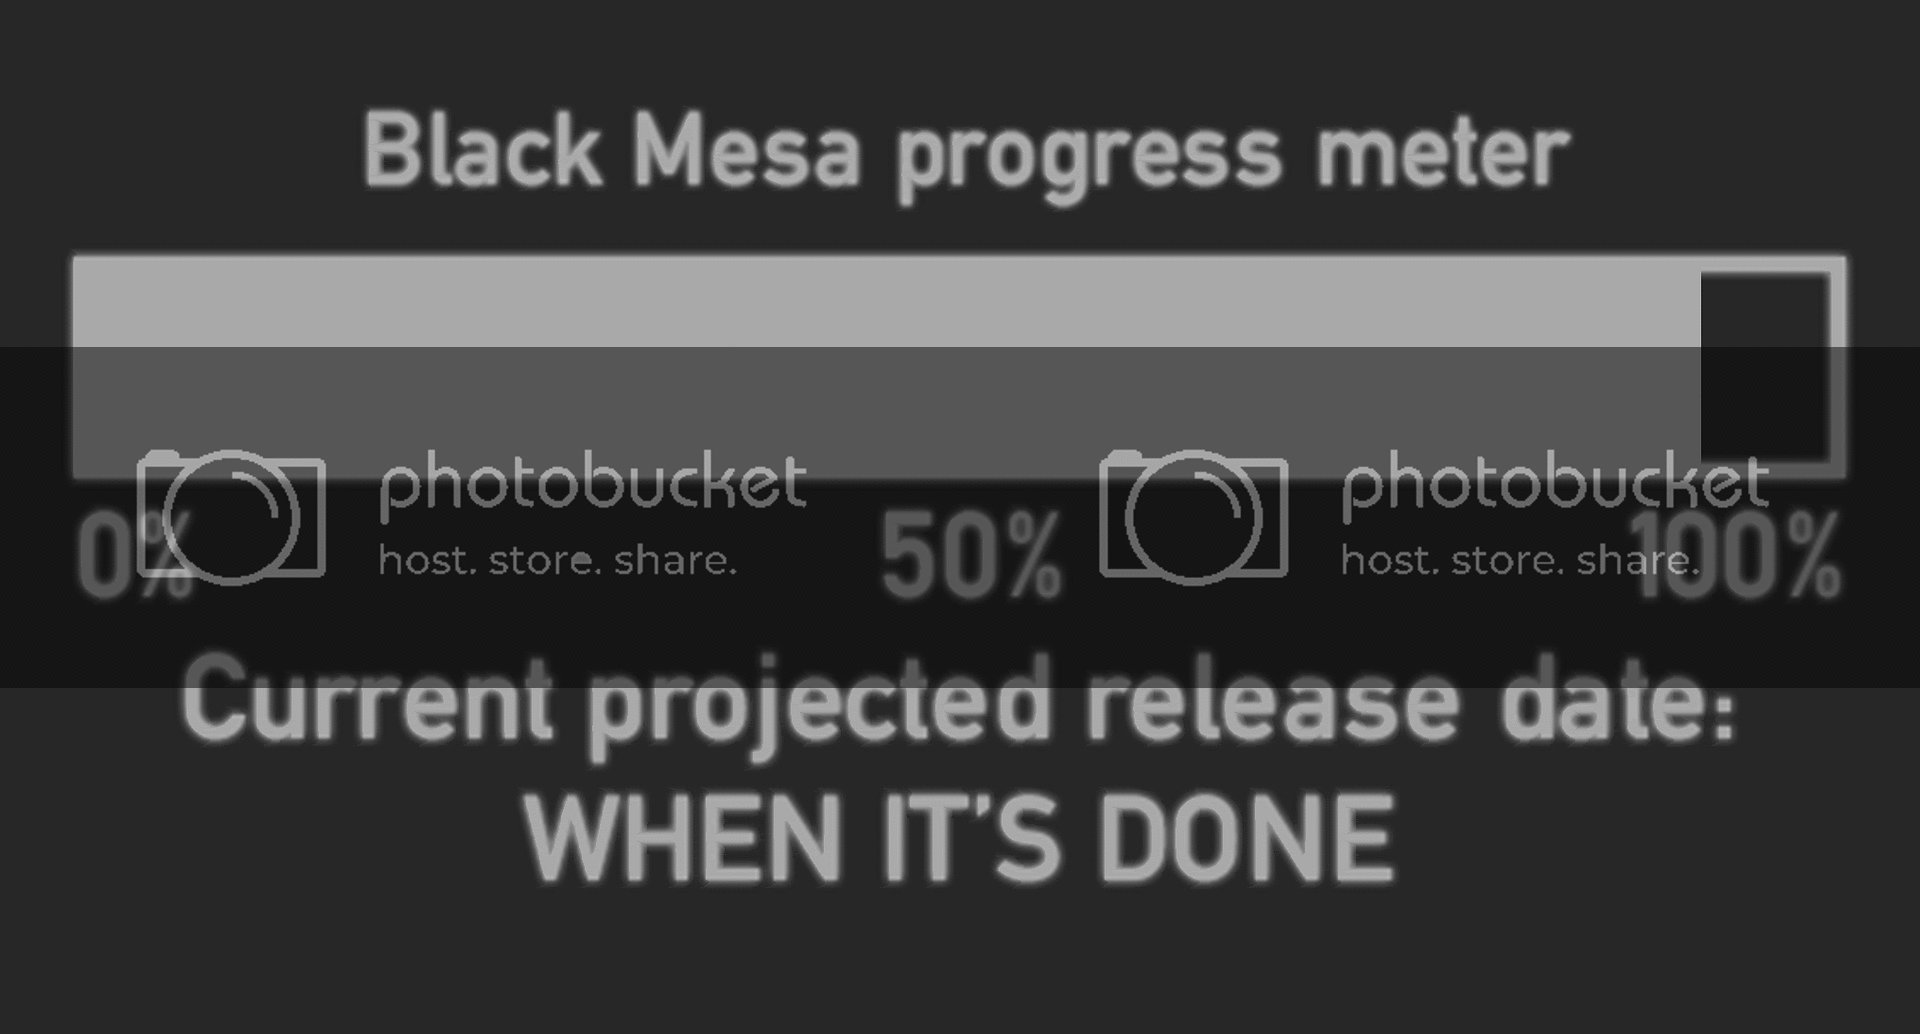 Black Mesa progress meter
photobucket photobucket
host. store. share. host. store. share.
0% 50% 100%
Current projected release date:
WHEN IT'S DONE